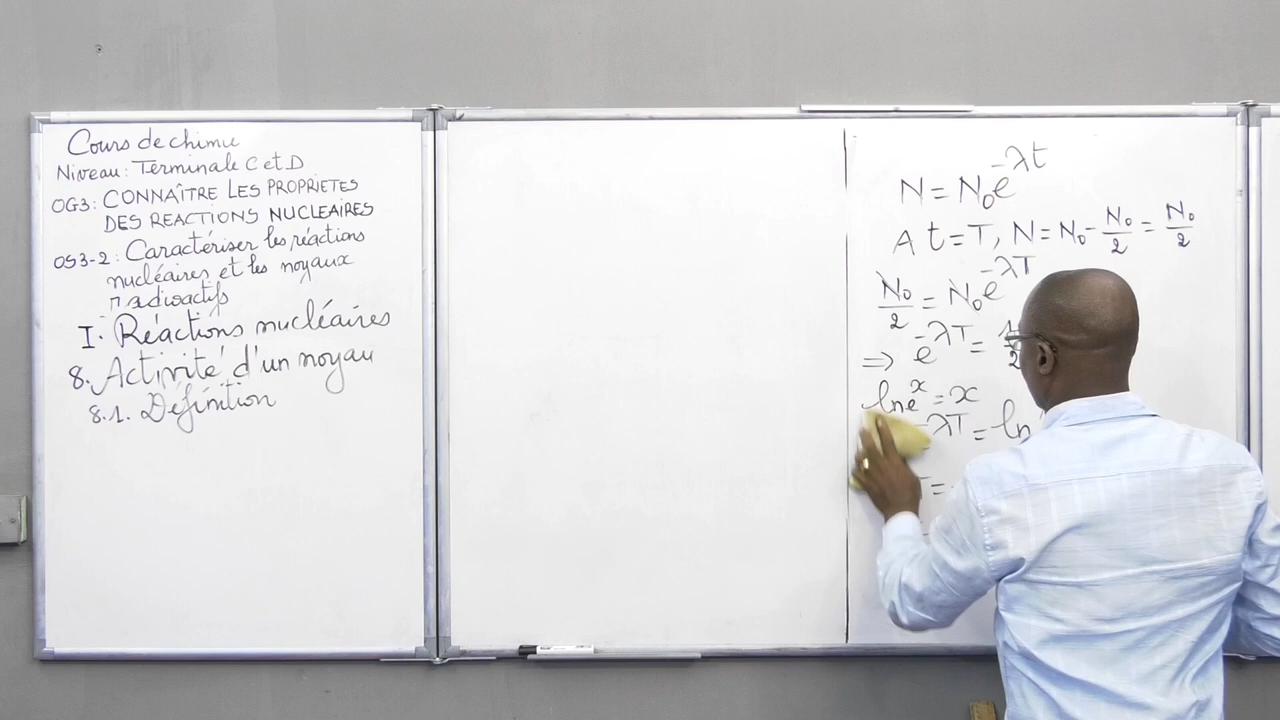 Cours de chimie
Niveau : Terminale C et D
OG3 : CONNAÎTRE LES PROPRIETES
DES REACTIONS NUCLEAIRES
OS3-2 : Caractériser les réactions
nucléaires et les noyaux
radioactifs
I. Réactions nucléaires
8. Activité d'un noyau
8.1. Définition
N = N₀e^{-λt}
A t = T, N = N₀ - N₀/2 = N₀/2
N₀/2 = N₀e^{-λT}
⇒ e^{-λT} = 1/2
ln e^x = x
-λT = ln
T =